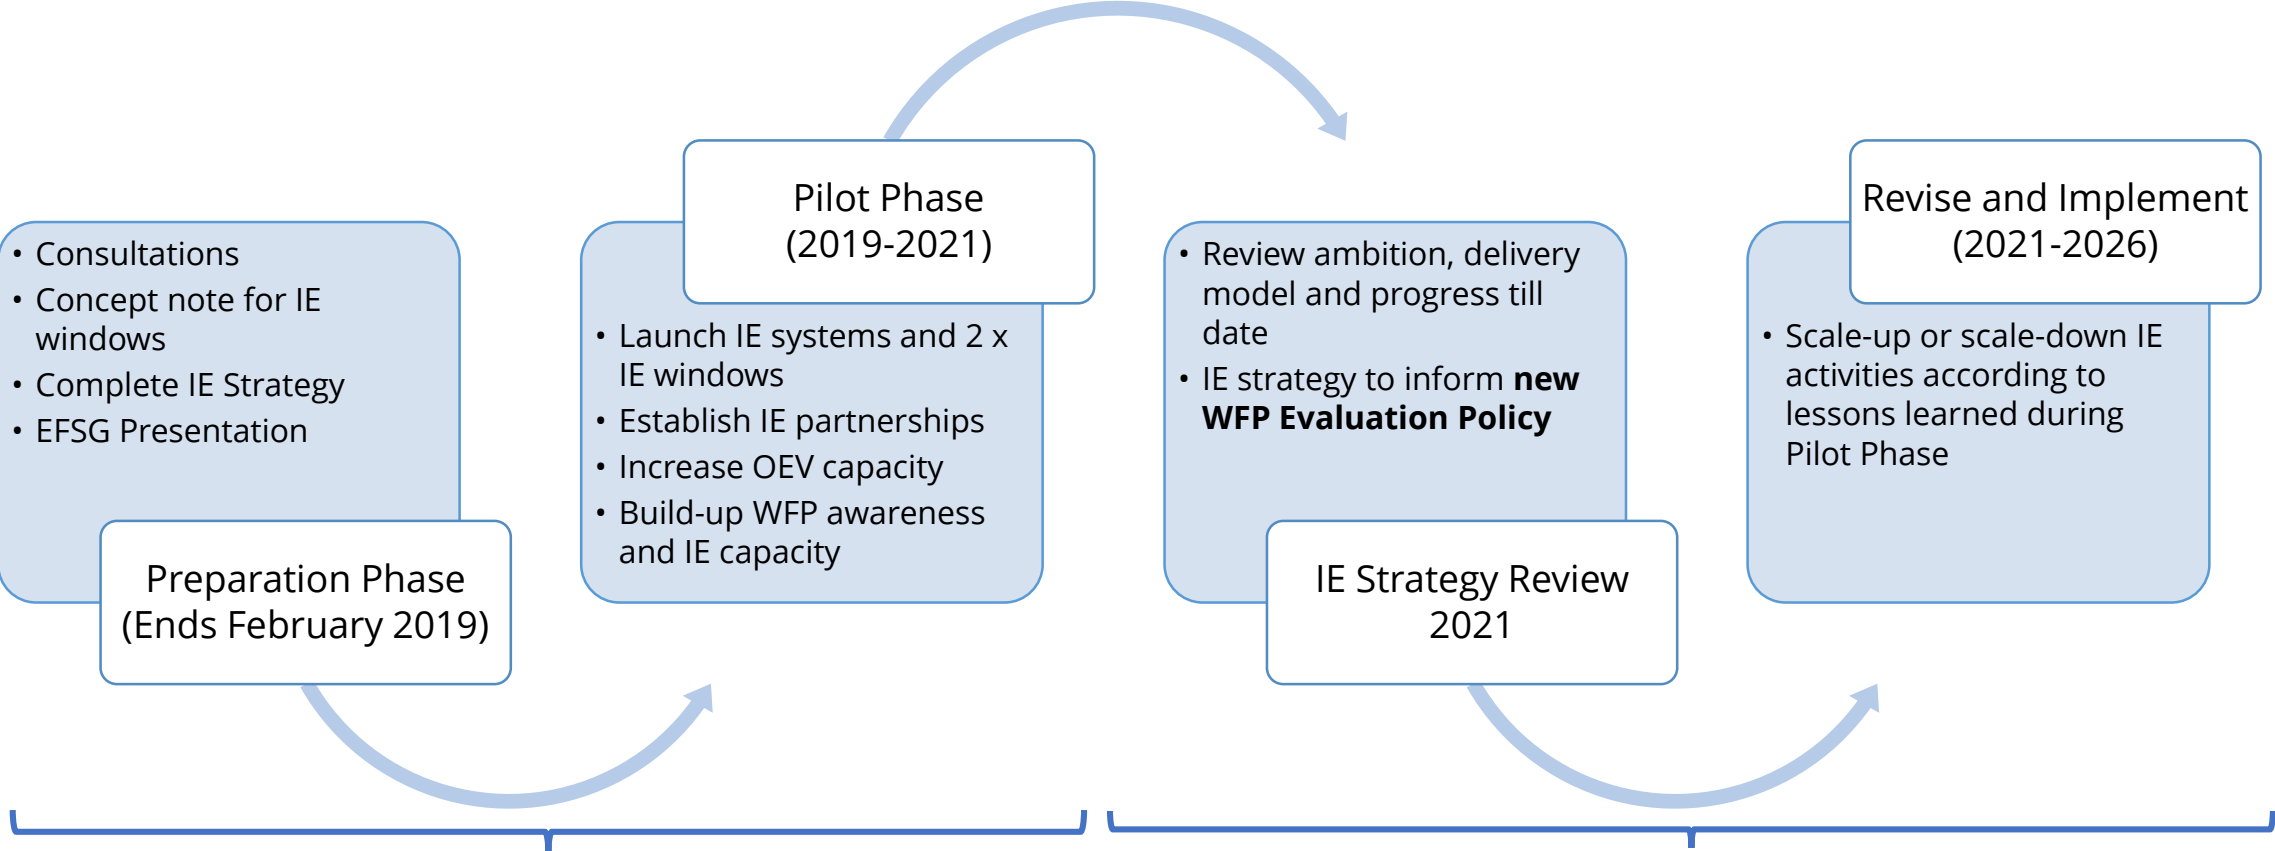 • Consultations
• Concept note for IE
windows
• Complete IE Strategy
• EFSG Presentation
Preparation Phase
(Ends February 2019)
Pilot Phase
(2019-2021)
• Launch IE systems and 2 x
IE windows
• Establish IE partnerships
• Increase OEV capacity
• Build-up WFP awareness
and IE capacity
• Review ambition, delivery
model and progress till
date
• IE strategy to inform new
WFP Evaluation Policy
IE Strategy Review
2021
Revise and Implement
(2021-2026)
• Scale-up or scale-down IE
activities according to
lessons learned during
Pilot Phase